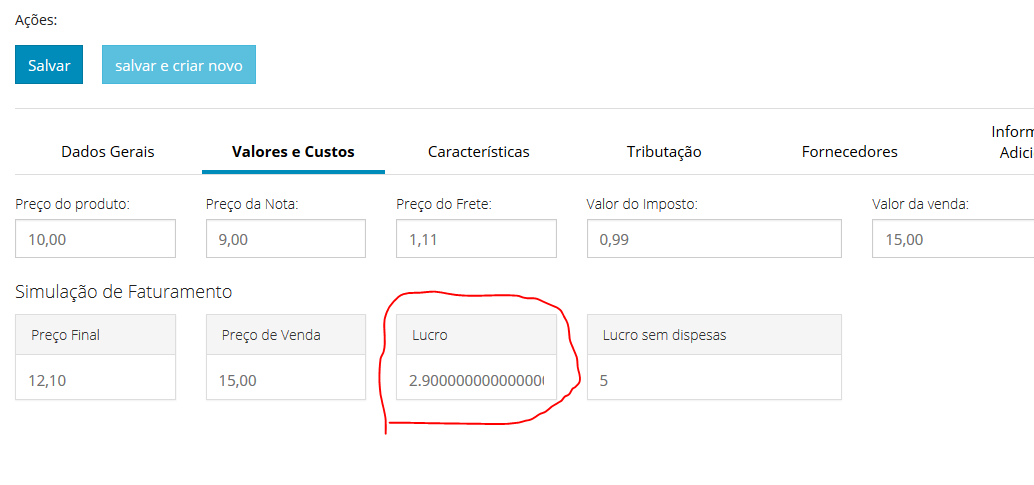 Ações:
Salvar salvar e criar novo
Inform
Dados Gerais Valores e Custos Características Tributação Fornecedores Adici
Preço do produto: Preço da Nota: Preço do Frete: Valor do Imposto: Valor da venda:
10,00 9,00 1,11 0,99 15,00
Simulação de Faturamento
Preço Final Preço de Venda Lucro Lucro sem dispesas
12,10 15,00 2.9000000000000 5